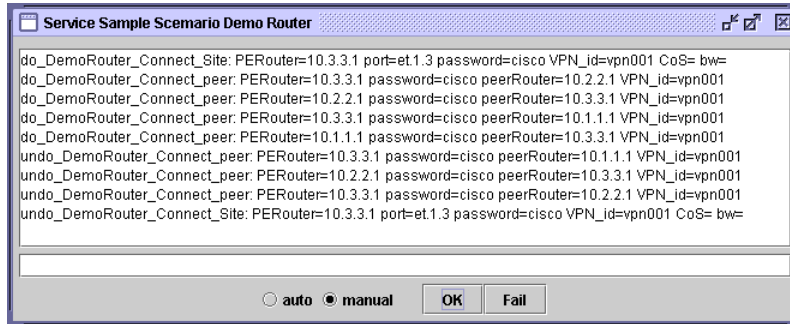 Service Sample Scemario Demo Router
do_DemoRouter_Connect_Site: PERouter=10.3.3.1 port=et.1.3 password=cisco VPN_id=vpn001 CoS= bw=
do_DemoRouter_Connect_peer: PERouter=10.3.3.1 password=cisco peerRouter=10.2.2.1 VPN_id=vpn001
do_DemoRouter_Connect_peer: PERouter=10.2.2.1 password=cisco peerRouter=10.3.3.1 VPN_id=vpn001
do_DemoRouter_Connect_peer: PERouter=10.3.3.1 password=cisco peerRouter=10.1.1.1 VPN_id=vpn001
do_DemoRouter_Connect_peer: PERouter=10.1.1.1 password=cisco peerRouter=10.3.3.1 VPN_id=vpn001
undo_DemoRouter_Connect_peer: PERouter=10.3.3.1 password=cisco peerRouter=10.1.1.1 VPN_id=vpn001
undo_DemoRouter_Connect_peer: PERouter=10.2.2.1 password=cisco peerRouter=10.3.3.1 VPN_id=vpn001
undo_DemoRouter_Connect_peer: PERouter=10.3.3.1 password=cisco peerRouter=10.2.2.1 VPN_id=vpn001
undo_DemoRouter_Connect_Site: PERouter=10.3.3.1 port=et.1.3 password=cisco VPN_id=vpn001 CoS= bw=
auto manual OK Fail